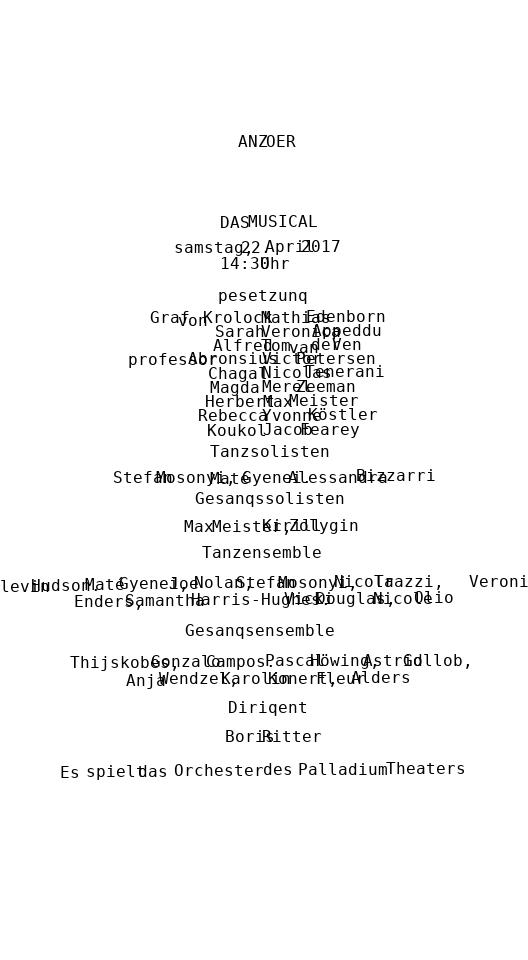 ANZOER
DAS MUSICAL
samstag, 22. April 2017
14:30 Uhr
pesetzunq
Graf von Krolock Mathias Edenborn
Sarah Veronica Appeddu
Alfred Tom van der Ven
professor Abronsius Victor Petersen
Chagal Nicolas Tenerani
Magda Merel Zeeman
Herbert Max Meister
Rebecca Yvonne Köstler
Koukol Jacob Fearey
Tanzsolisten
Stefan Mosonyi, Mate Gyenei. Alessandra Bizzarri
Gesanqssolisten
Max Meister, Kirill Zolygin
Tanzensemble
levin Hudson. Mate Gyenei, Joe Nolan, Stefan Mosonyi, Nicola Trazzi, Veroni
Enders, Samantha Harris-Hughes. Vicki Douglas, Nicole Olio
Gesanqsensemble
Thijs kobes, Gonzalo Campos. Pascal Höwing, Astrid Gollob,
Anja Wendzel, Karolin Konert, Fleur Alders
Diriqent
Boris Ritter
Es spielt das Orchester des Palladium Theaters